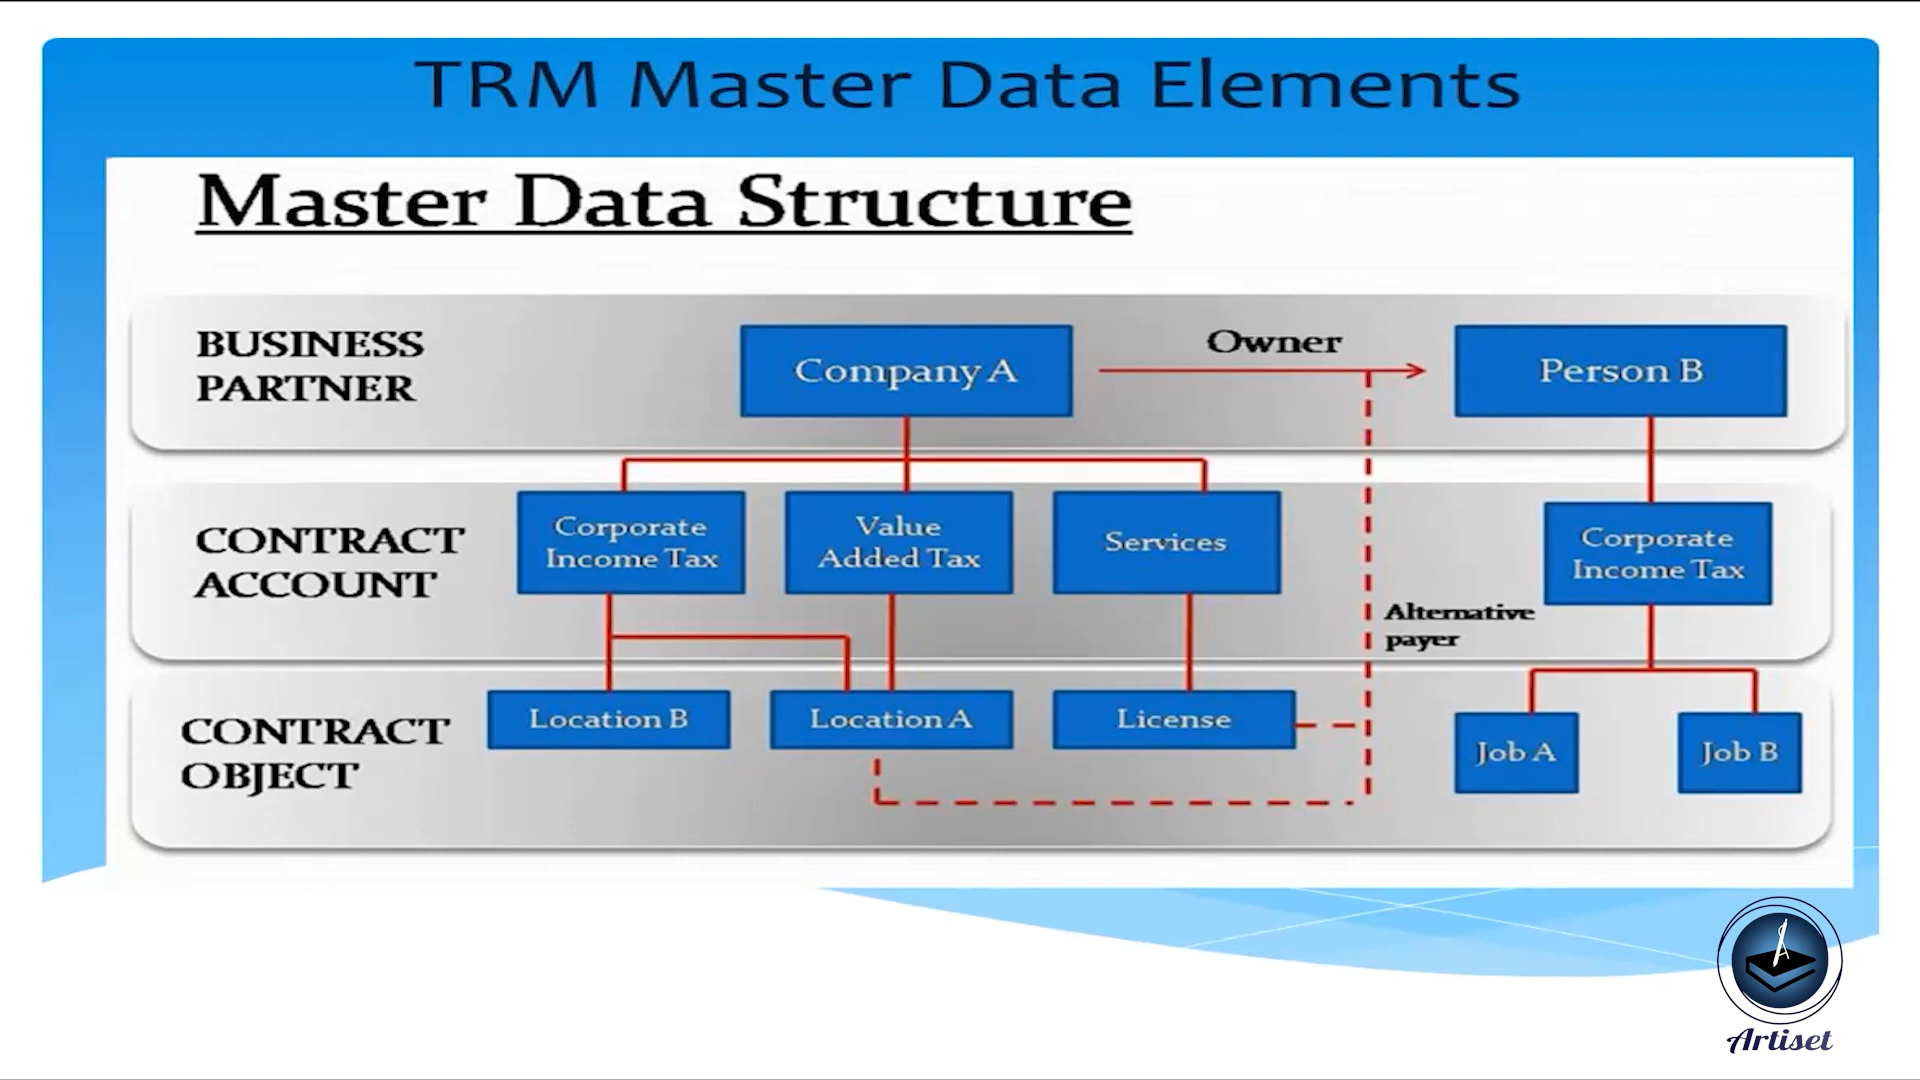 TRM Master Data Elements
Master Data Structure
BUSINESS
PARTNER
Company A
Owner
Person B
CONTRACT
ACCOUNT
Corporate
Income Tax
Value
Added Tax
Services
Corporate
Income Tax
Alternative
payer
CONTRACT
OBJECT
Location B
Location A
License
Job A
Job B
Artiset